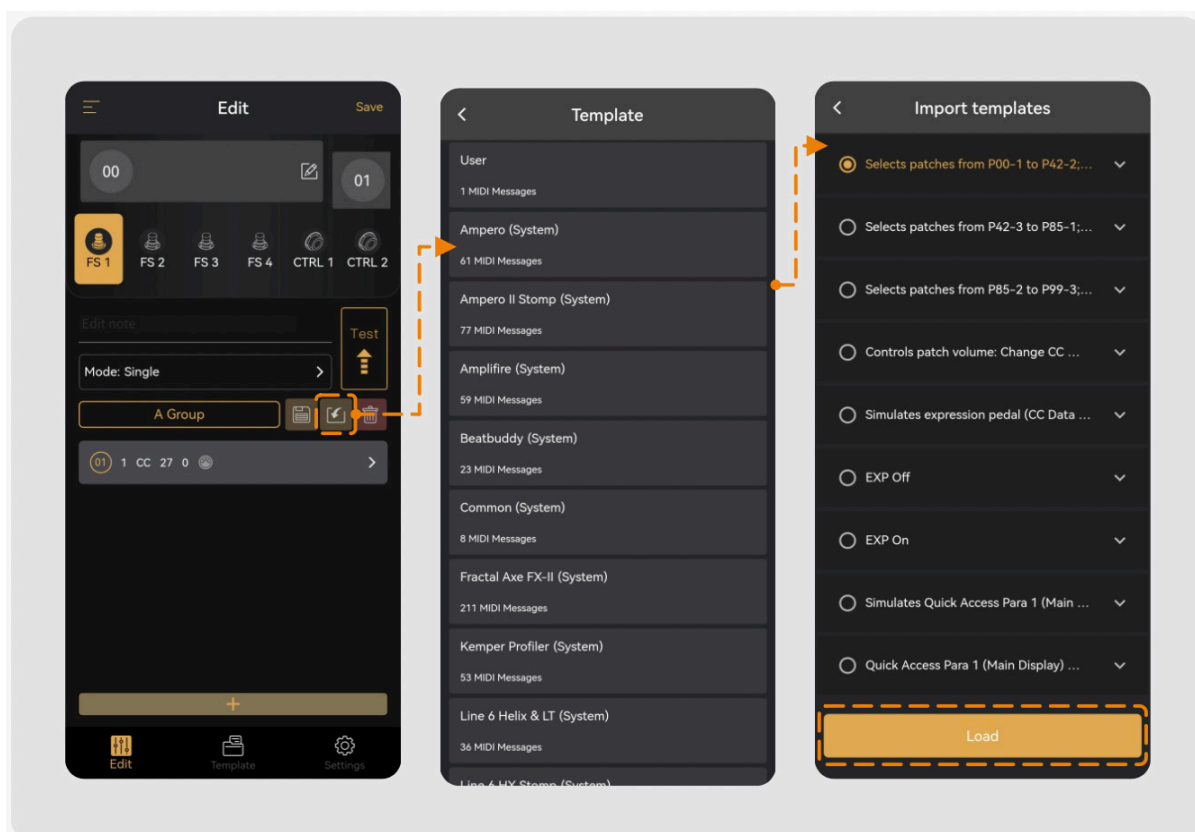 Edit
Save
00
01
FS 1
FS 2
FS 3
FS 4
CTRL 1
CTRL 2
Edit note
Test
Mode: Single
A Group
01 1 CC 27 0
+
Edit
Template
Settings
Template
User
1 MIDI Messages
Ampero (System)
61 MIDI Messages
Ampero II Stomp (System)
77 MIDI Messages
Amplifire (System)
59 MIDI Messages
Beatbuddy (System)
23 MIDI Messages
Common (System)
8 MIDI Messages
Fractal Axe FX-II (System)
211 MIDI Messages
Kemper Profiler (System)
53 MIDI Messages
Line 6 Helix & LT (System)
36 MIDI Messages
Line 6 HX Stomp (System)
Import templates
Selects patches from P00-1 to P42-2;...
Selects patches from P42-3 to P85-1;...
Selects patches from P85-2 to P99-3;...
Controls patch volume: Change CC ...
Simulates expression pedal (CC Data ...
EXP Off
EXP On
Simulates Quick Access Para 1 (Main ...
Quick Access Para 1 (Main Display) ...
Load